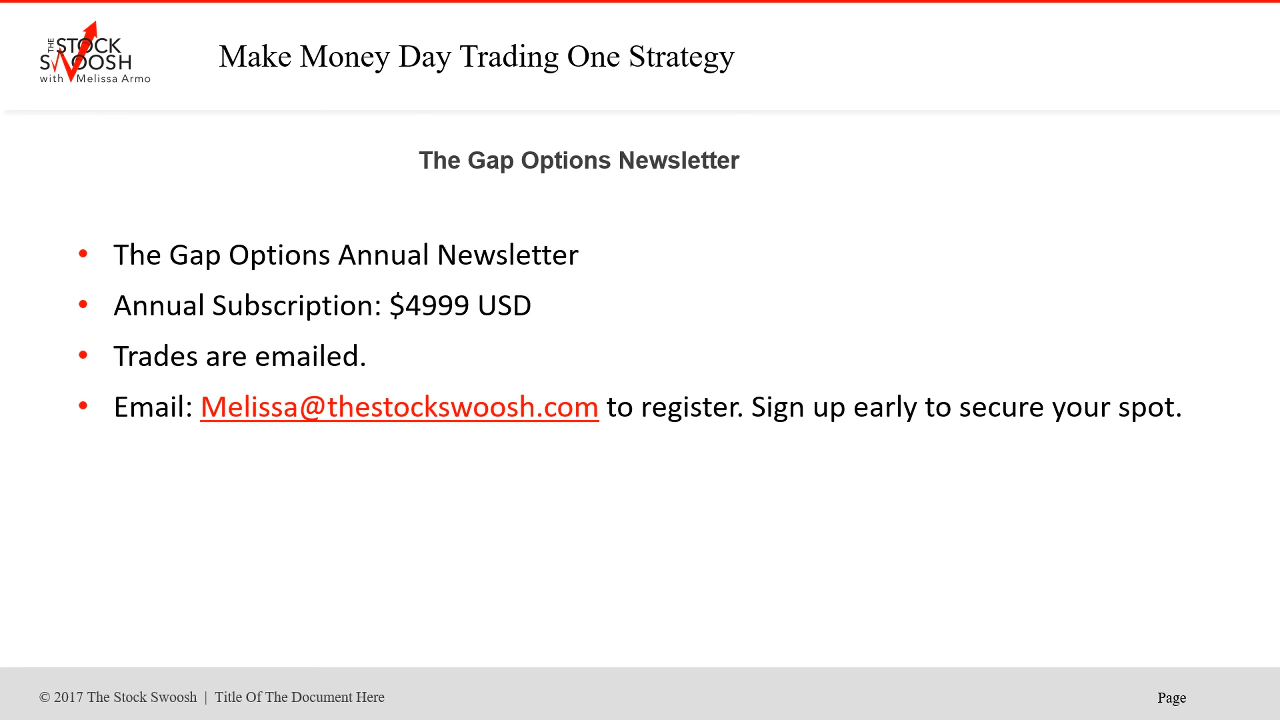 THE STOCK
SWOOSH
with Melissa Armo
Make Money Day Trading One Strategy
The Gap Options Newsletter
• The Gap Options Annual Newsletter
• Annual Subscription: $4999 USD
• Trades are emailed.
• Email: Melissa@thestockswoosh.com to register. Sign up early to secure your spot.
© 2017 The Stock Swoosh | Title Of The Document Here
Page